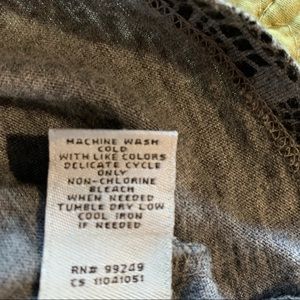 MACHINE WASH
COLD
WITH LIKE COLORS
DELICATE CYCLE
ONLY
NON-CHLORINE
BLEACH
WHEN NEEDED
TUMBLE DRY LOW
COOL IRON
IF NEEDED
RN# 99249
CS 11041051